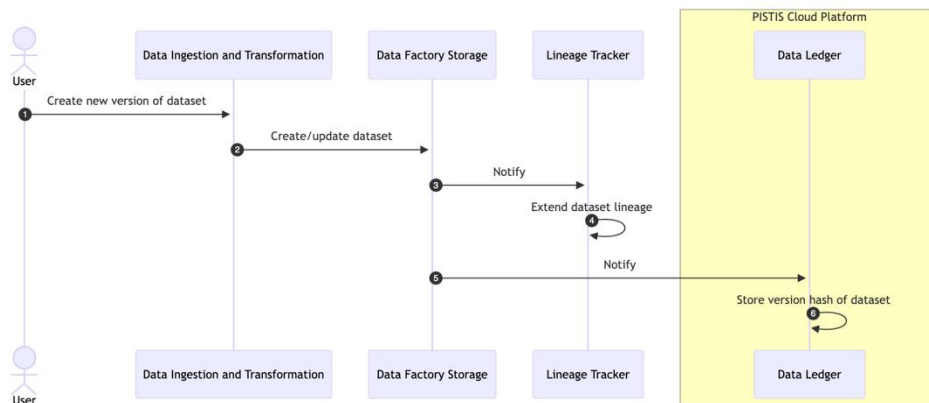 PISTIS Cloud Platform
User
Data Ingestion and Transformation
Data Factory Storage
Lineage Tracker
Data Ledger
1
Create new version of dataset
2
Create/update dataset
3
Notify
Extend dataset lineage
4
5
Notify
Store version hash of dataset
6
User
Data Ingestion and Transformation
Data Factory Storage
Lineage Tracker
Data Ledger